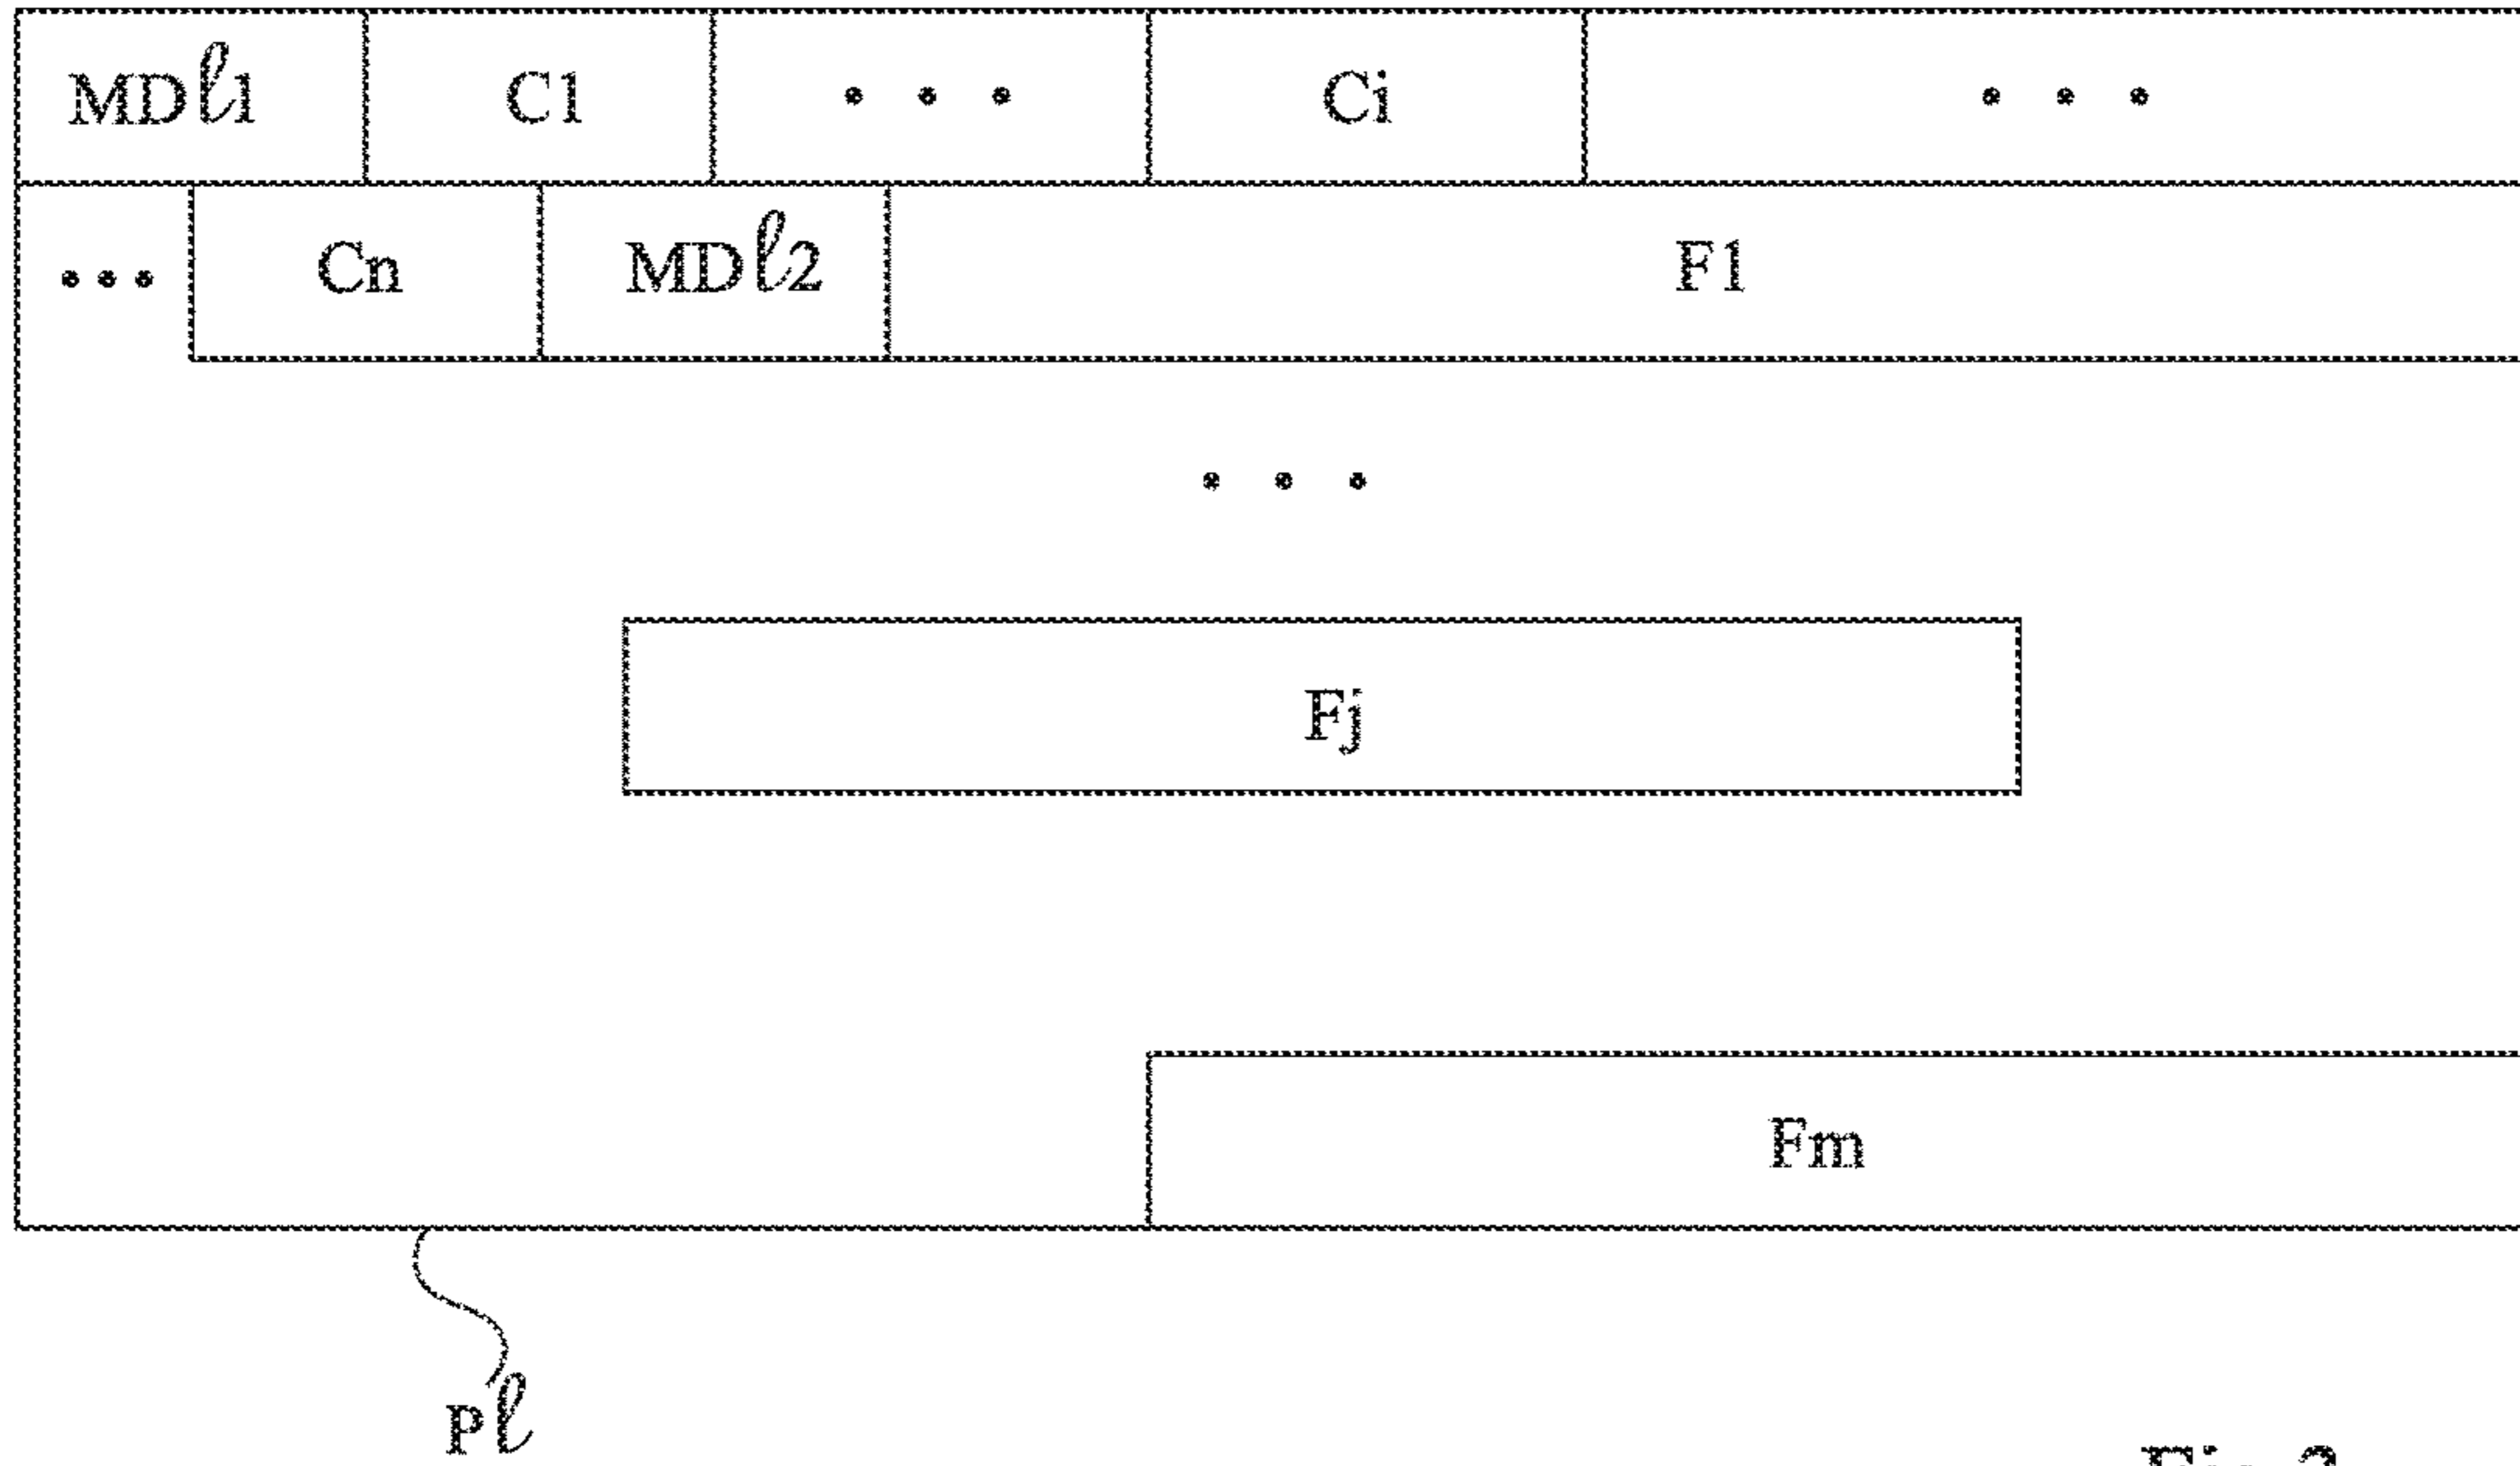 MDℓ1 C1 • • • Ci • • •
••• Cn MDℓ2 F1
• • •
Fj
Fm
Pℓ